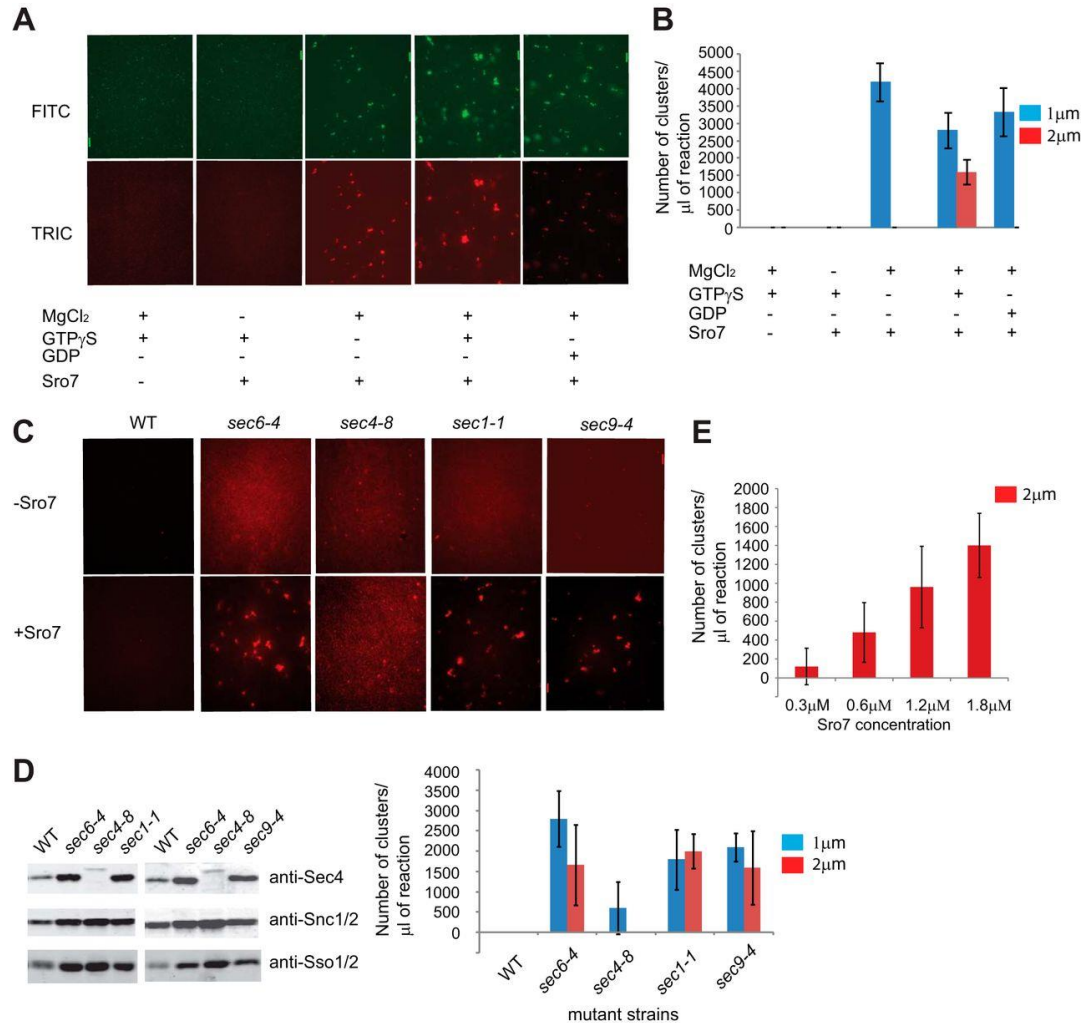 A
FITC
TRIC
MgCl₂ + - + + +
GTPγS + + - + -
GDP - - - - +
Sro7 - + + + +
B
Number of clusters/
μl of reaction
5000
4500
4000
3500
3000
2500
2000
1500
1000
500
0
1μm
2μm
MgCl₂ + - + + +
GTPγS + + - + -
GDP - - - - +
Sro7 - + + + +
C
WT sec6-4 sec4-8 sec1-1 sec9-4
-Sro7
+Sro7
E
Number of clusters/
μl of reaction
2000
1800
1600
1400
1200
1000
800
600
400
200
0
2μm
0.3μM 0.6μM 1.2μM 1.8μM
Sro7 concentration
D
WT sec6-4 sec4-8 sec1-1 WT sec6-4 sec4-8 sec9-4
anti-Sec4
anti-Snc1/2
anti-Sso1/2
Number of clusters/
μl of reaction
4000
3500
3000
2500
2000
1500
1000
500
0
1μm
2μm
WT sec6-4 sec4-8 sec1-1 sec9-4
mutant strains